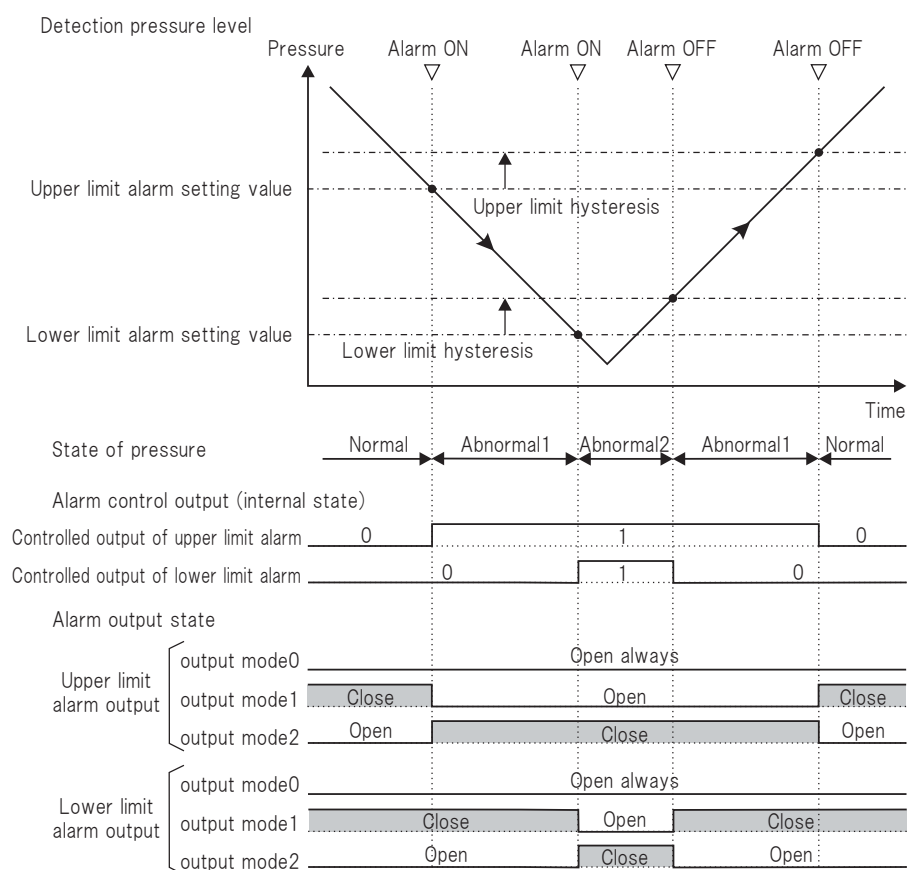 Detection pressure level
Pressure Alarm ON Alarm ON Alarm OFF Alarm OFF
Upper limit alarm setting value
Upper limit hysteresis
Lower limit alarm setting value
Lower limit hysteresis
Time
State of pressure Normal Abnormal1 Abnormal2 Abnormal1 Normal
Alarm control output (internal state)
Controlled output of upper limit alarm 0 1 0
Controlled output of lower limit alarm 0 1 0
Alarm output state
Upper limit
alarm output
output mode0 Open always
output mode1 Close Open Close
output mode2 Open Close Open
Lower limit
alarm output
output mode0 Open always
output mode1 Close Open Close
output mode2 Open Close Open